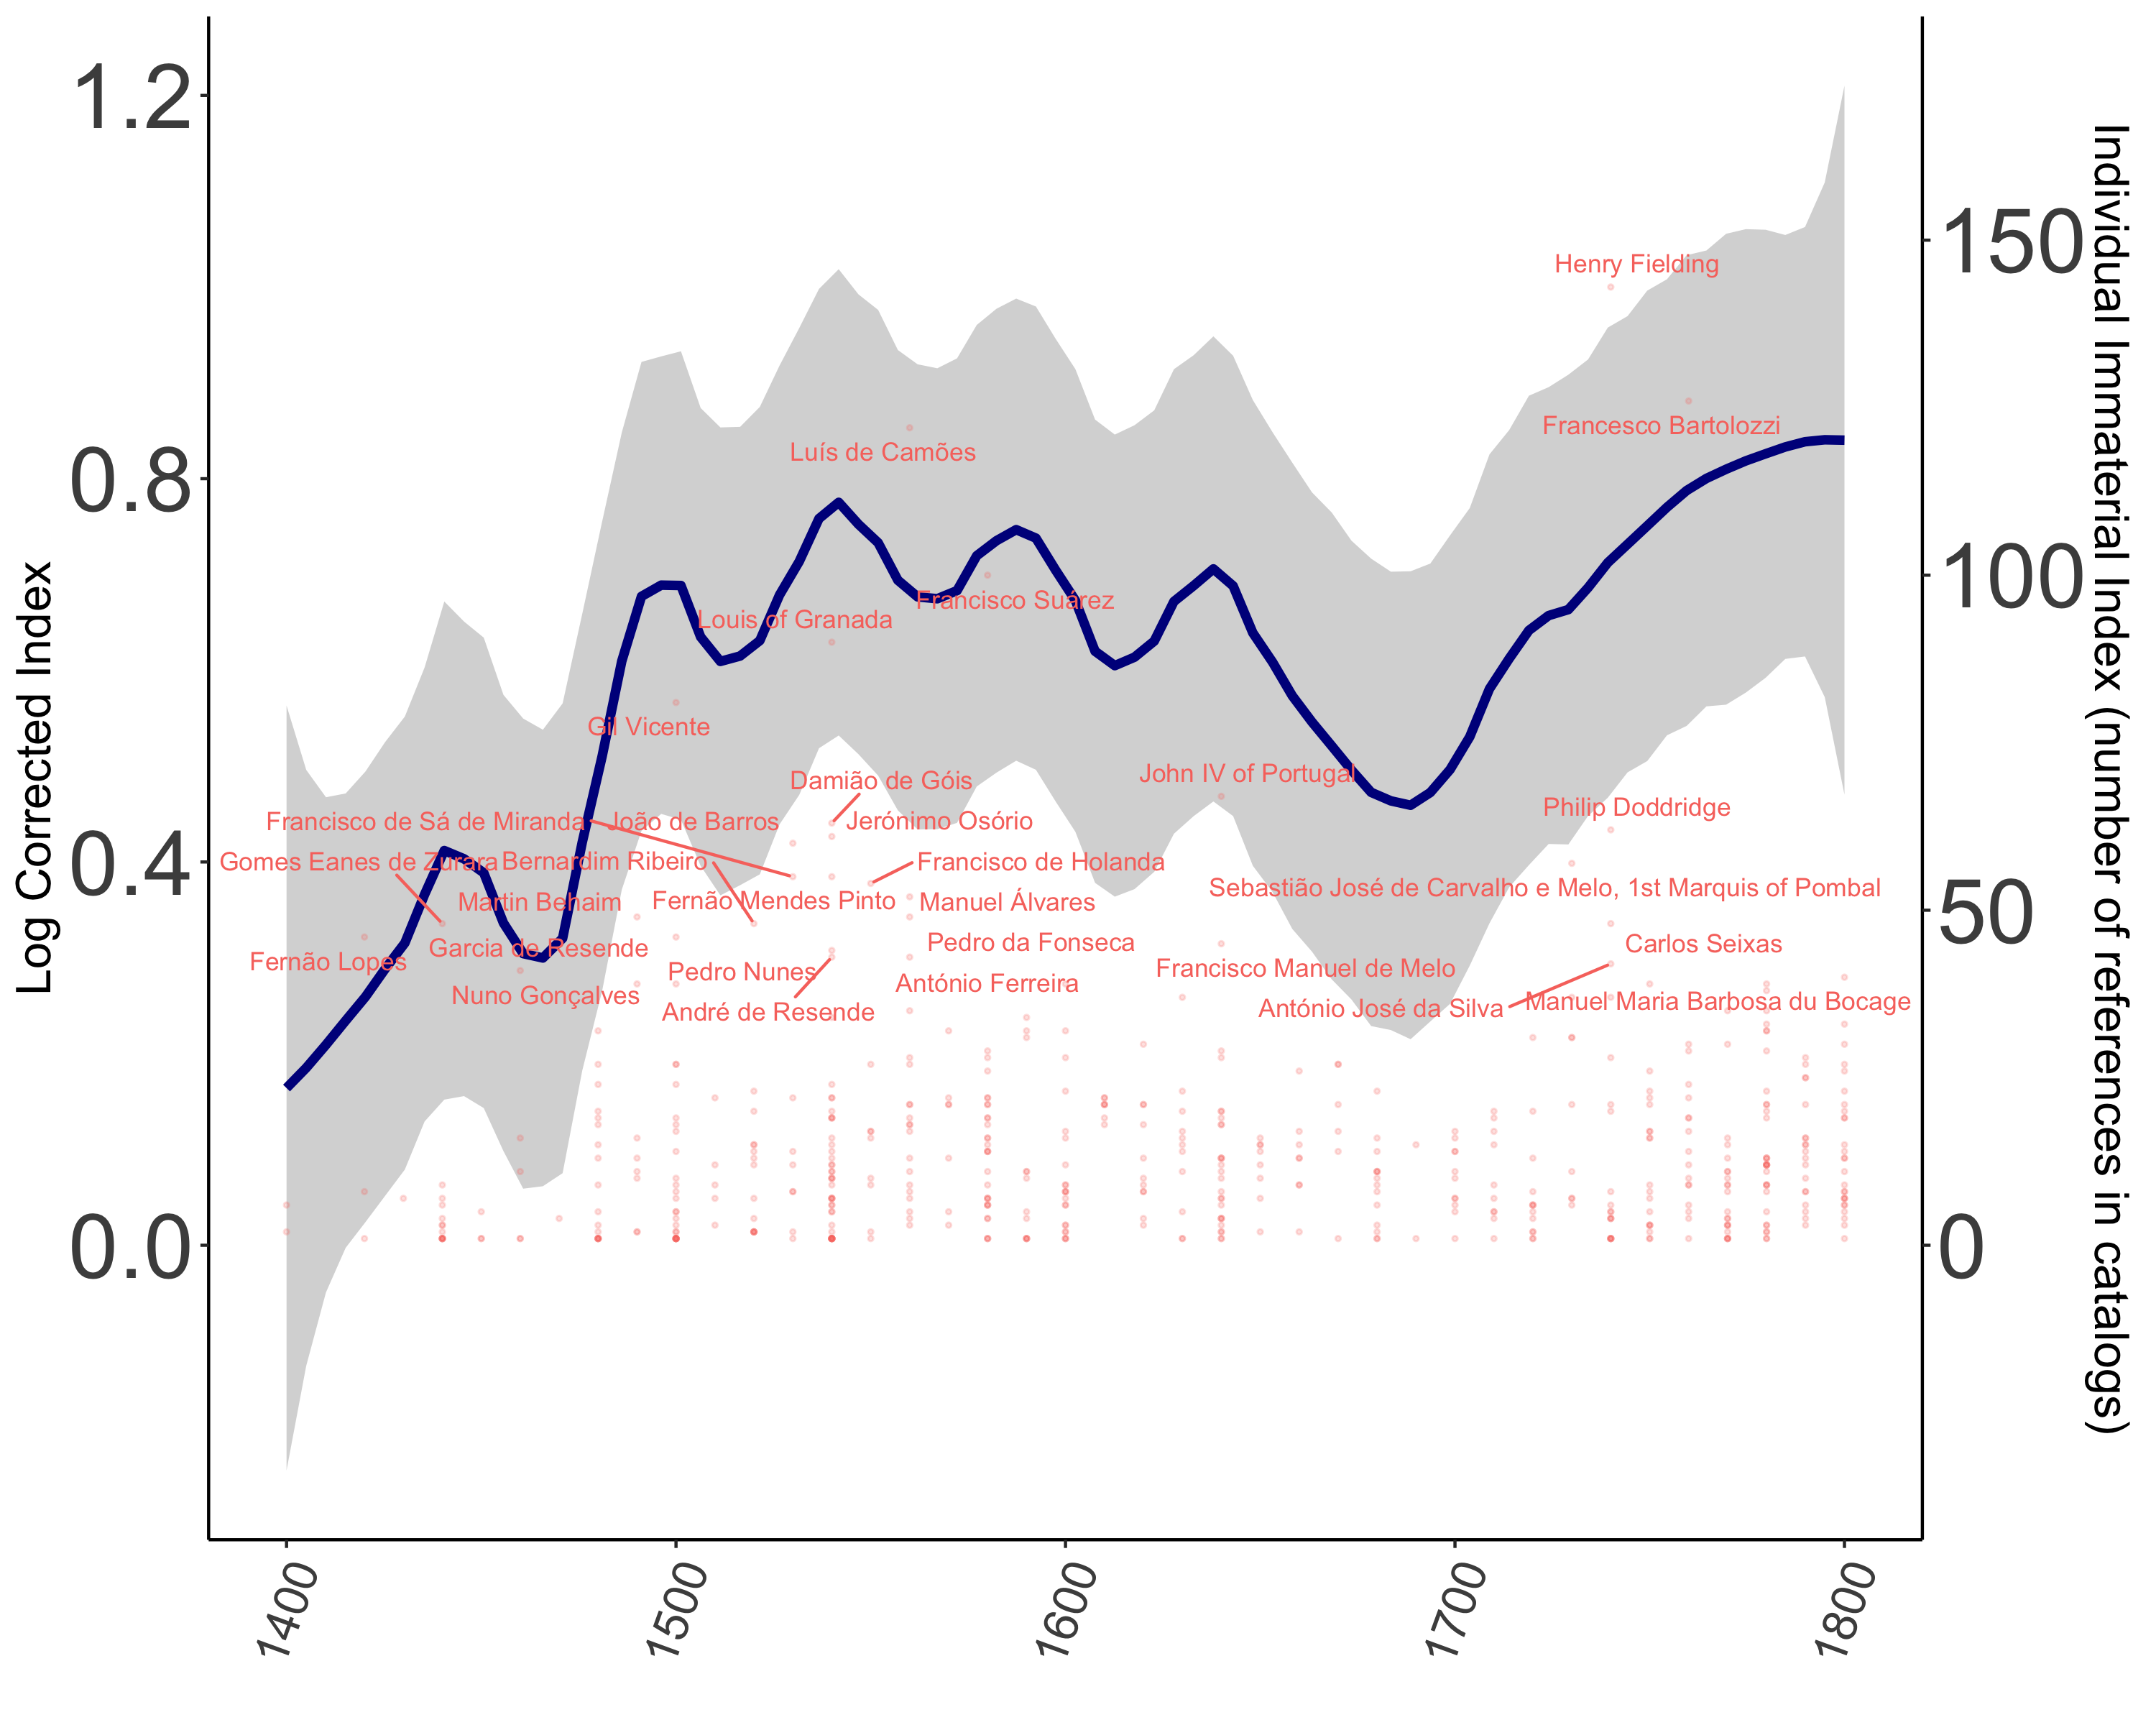 1.2
0.8
0.4
0.0
Log Corrected Index
150
100
50
0
Individual Immaterial Index (number of references in catalogs)
Henry Fielding
Francesco Bartolozzi
Luís de Camões
Francisco Suárez
Louis of Granada
Gil Vicente
John IV of Portugal
Damião de Góis
Philip Doddridge
Francisco de Sá de Miranda
João de Barros
Jerónimo Osório
Gomes Eanes de Zurara
Bernardim Ribeiro
Francisco de Holanda
Sebastião José de Carvalho e Melo, 1st Marquis of Pombal
Martin Behaim
Fernão Mendes Pinto
Manuel Álvares
Garcia de Resende
Pedro da Fonseca
Carlos Seixas
Fernão Lopes
Pedro Nunes
Francisco Manuel de Melo
António Ferreira
Nuno Gonçalves
André de Resende
António José da Silva
Manuel Maria Barbosa du Bocage
1400
1500
1600
1700
1800